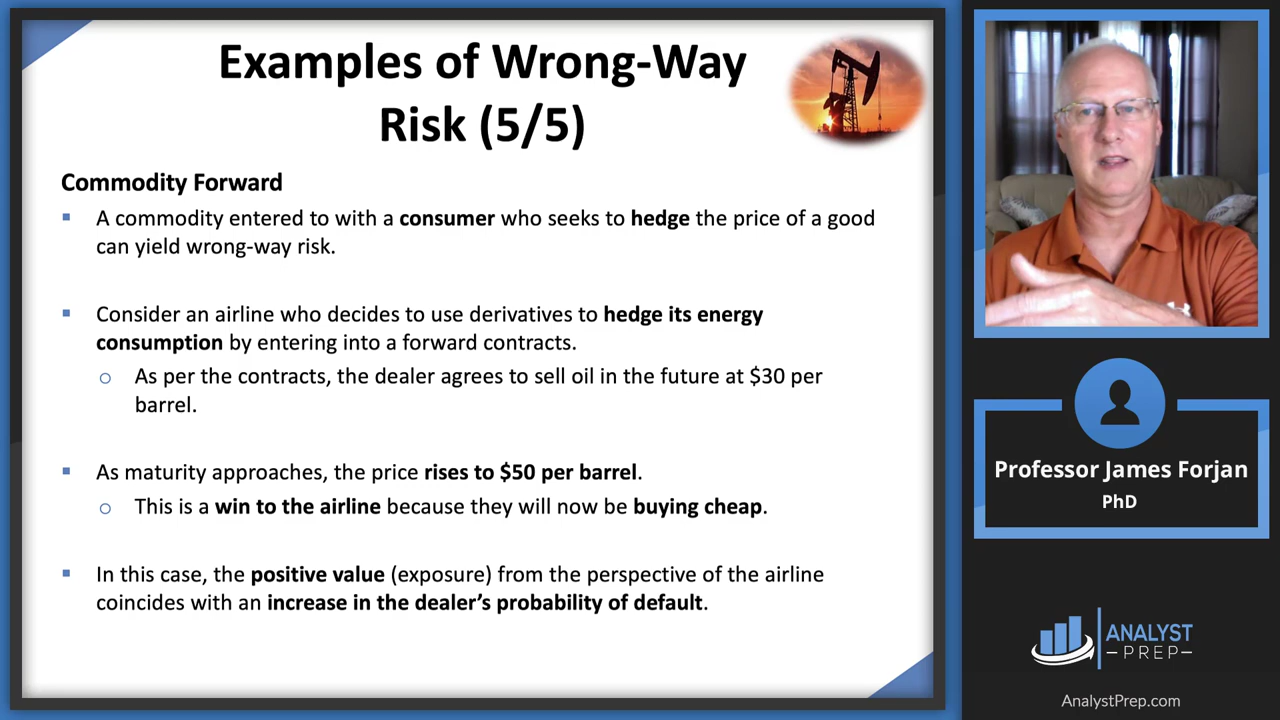 Examples of Wrong-Way
Risk (5/5)
Commodity Forward
▪ A commodity entered to with a consumer who seeks to hedge the price of a good
can yield wrong-way risk.
▪ Consider an airline who decides to use derivatives to hedge its energy
consumption by entering into a forward contracts.
o As per the contracts, the dealer agrees to sell oil in the future at $30 per
barrel.
▪ As maturity approaches, the price rises to $50 per barrel.
o This is a win to the airline because they will now be buying cheap.
▪ In this case, the positive value (exposure) from the perspective of the airline
coincides with an increase in the dealer’s probability of default.
Professor James Forjan
PhD
ANALYST
–PREP–
AnalystPrep.com